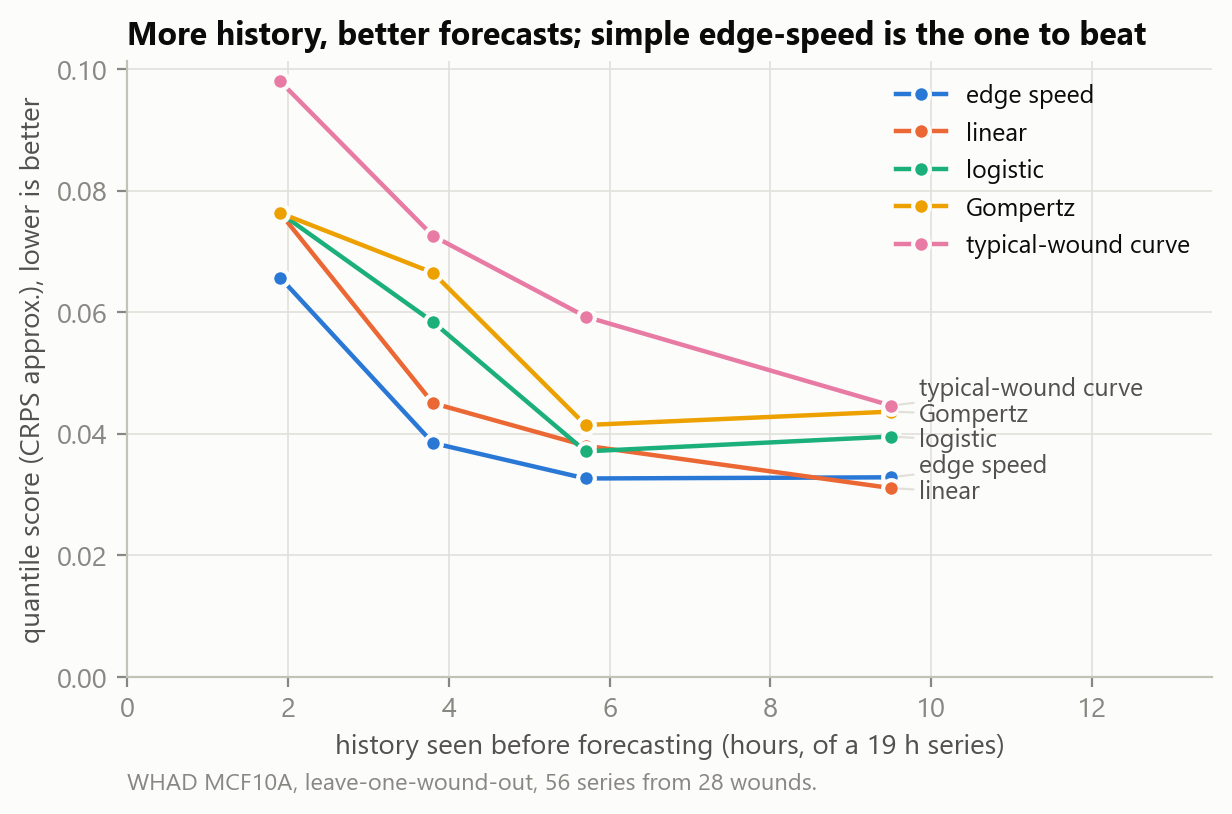 More history, better forecasts; simple edge-speed is the one to beat
quantile score (CRPS approx.), lower is better
0.10
0.08
0.06
0.04
0.02
0.00
edge speed
linear
logistic
Gompertz
typical-wound curve
typical-wound curve
Gompertz
logistic
edge speed
linear
0 2 4 6 8 10 12
history seen before forecasting (hours, of a 19 h series)
WHAD MCF10A, leave-one-wound-out, 56 series from 28 wounds.